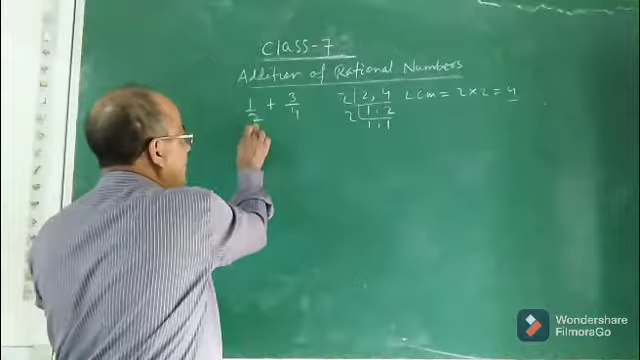 Class-7
Addition of Rational Numbers
1/2 + 3/4
2 | 2, 4 LCM = 2 × 2 = 4
2 | 1, 2
1, 1
Wondershare
FilmoraGo